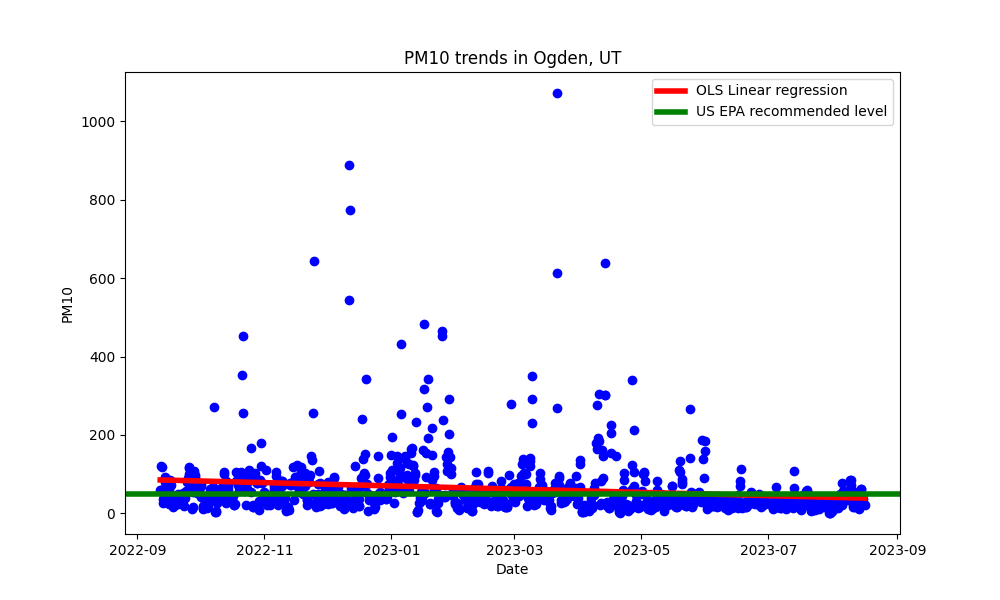 PM10 trends in Ogden, UT
OLS Linear regression
US EPA recommended level
1000
800
600
400
200
0
PM10
2022-09
2022-11
2023-01
2023-03
2023-05
2023-07
2023-09
Date